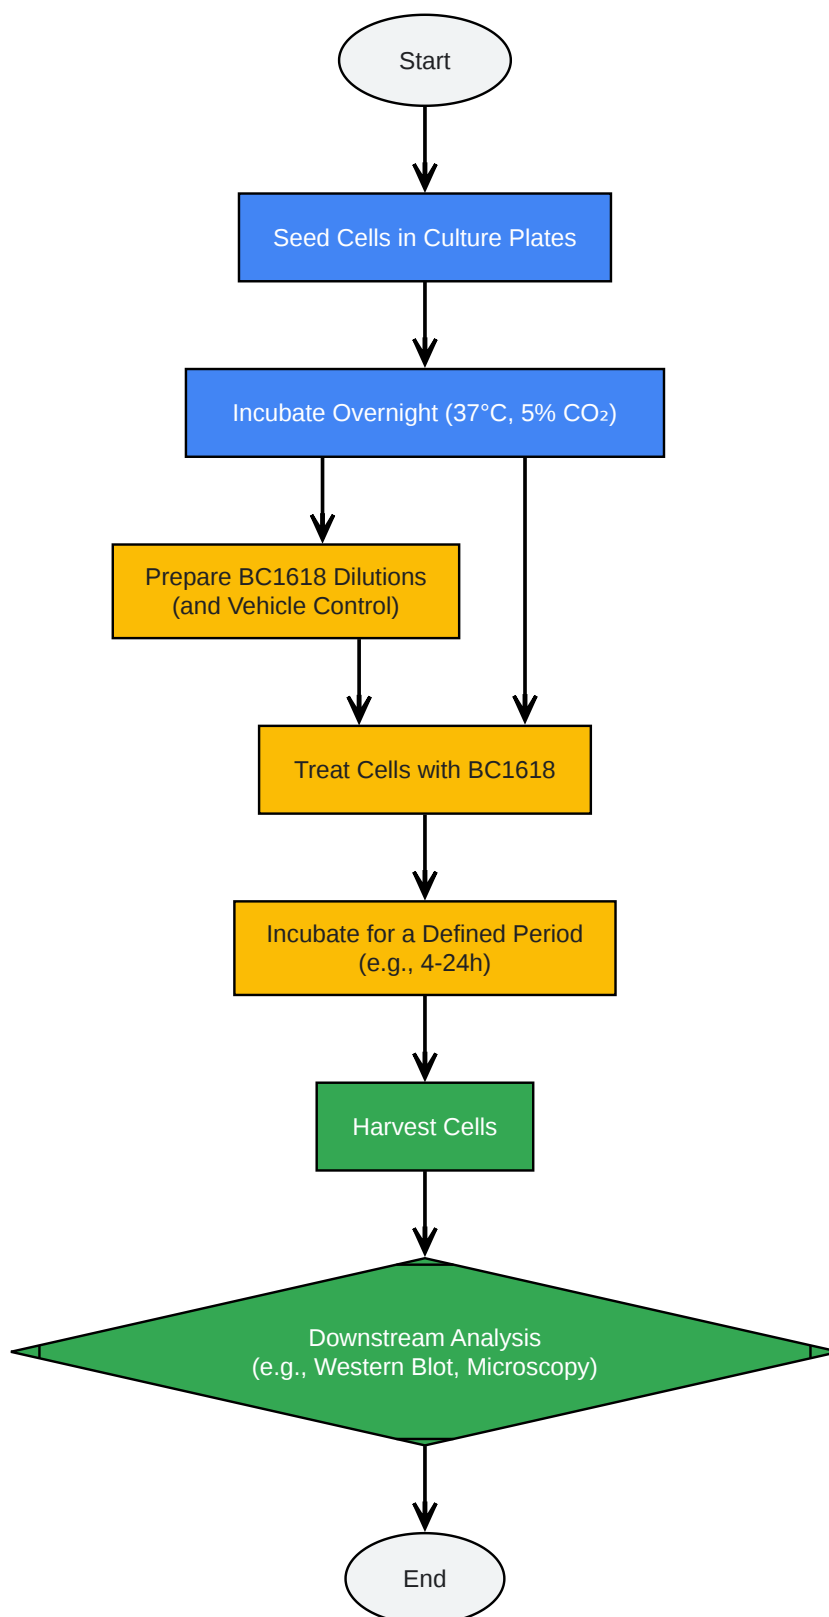 Start
Seed Cells in Culture Plates
Incubate Overnight (37°C, 5% CO₂)
Prepare BC1618 Dilutions
(and Vehicle Control)
Treat Cells with BC1618
Incubate for a Defined Period
(e.g., 4-24h)
Harvest Cells
Downstream Analysis
(e.g., Western Blot, Microscopy)
End